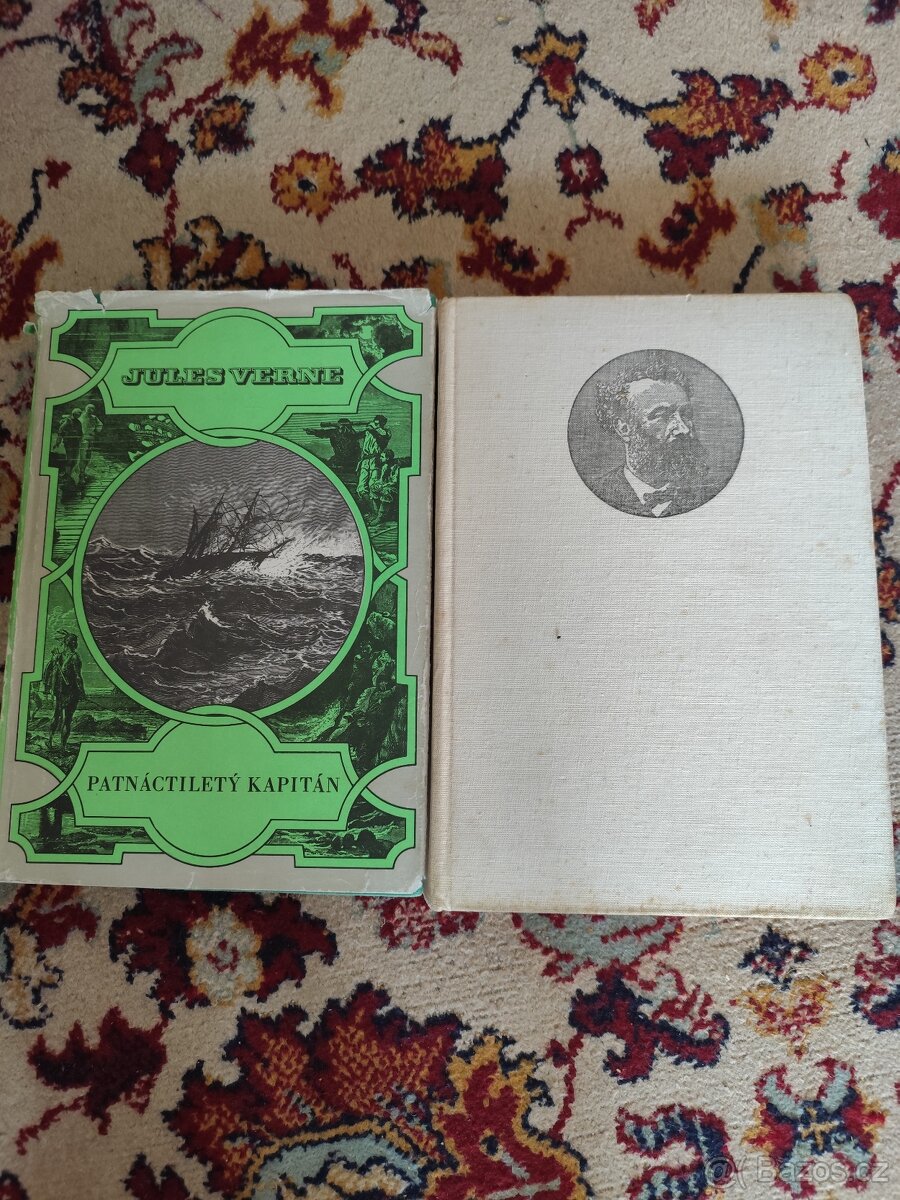 JULES VERNE
PATNÁCTILETÝ KAPITÁN
Bazos.cz